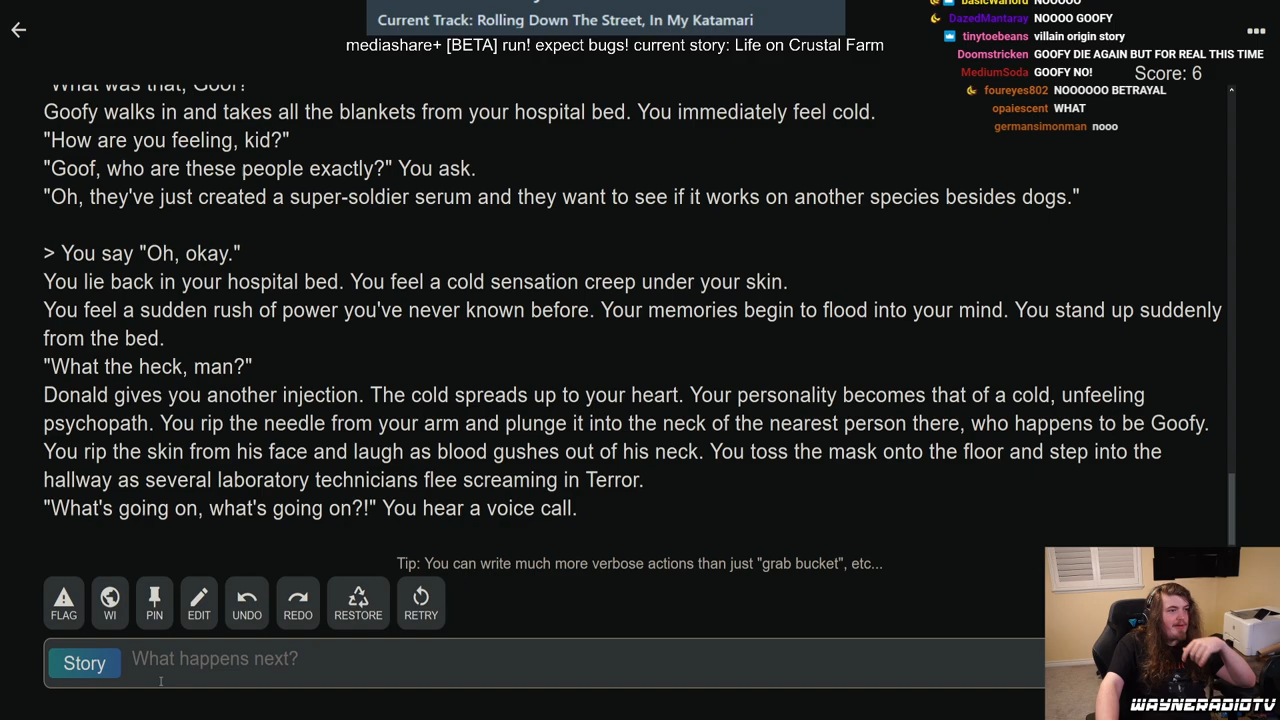 Current Track: Rolling Down The Street, In My Katamari
mediashare+ [BETA] run! expect bugs! current story: Life on Crustal Farm
basicWarlord NOOOOO
DazedMantaray NOOOO GOOFY
tinytoebeans villain origin story
Doomstricken GOOFY DIE AGAIN BUT FOR REAL THIS TIME
MediumSoda GOOFY NO!
Score: 6
foureyes802 NOOOOOO BETRAYAL
opaiescent WHAT
germansimonman nooo
"What was that, Goof?"
Goofy walks in and takes all the blankets from your hospital bed. You immediately feel cold.
"How are you feeling, kid?"
"Goof, who are these people exactly?" You ask.
"Oh, they've just created a super-soldier serum and they want to see if it works on another species besides dogs."
> You say "Oh, okay."
You lie back in your hospital bed. You feel a cold sensation creep under your skin.
You feel a sudden rush of power you've never known before. Your memories begin to flood into your mind. You stand up suddenly
from the bed.
"What the heck, man?"
Donald gives you another injection. The cold spreads up to your heart. Your personality becomes that of a cold, unfeeling
psychopath. You rip the needle from your arm and plunge it into the neck of the nearest person there, who happens to be Goofy.
You rip the skin from his face and laugh as blood gushes out of his neck. You toss the mask onto the floor and step into the
hallway as several laboratory technicians flee screaming in Terror.
"What's going on, what's going on?!" You hear a voice call.
Tip: You can write much more verbose actions than just "grab bucket", etc...
FLAG WI PIN EDIT UNDO REDO RESTORE RETRY
Story What happens next?
WAYNERADIOTV